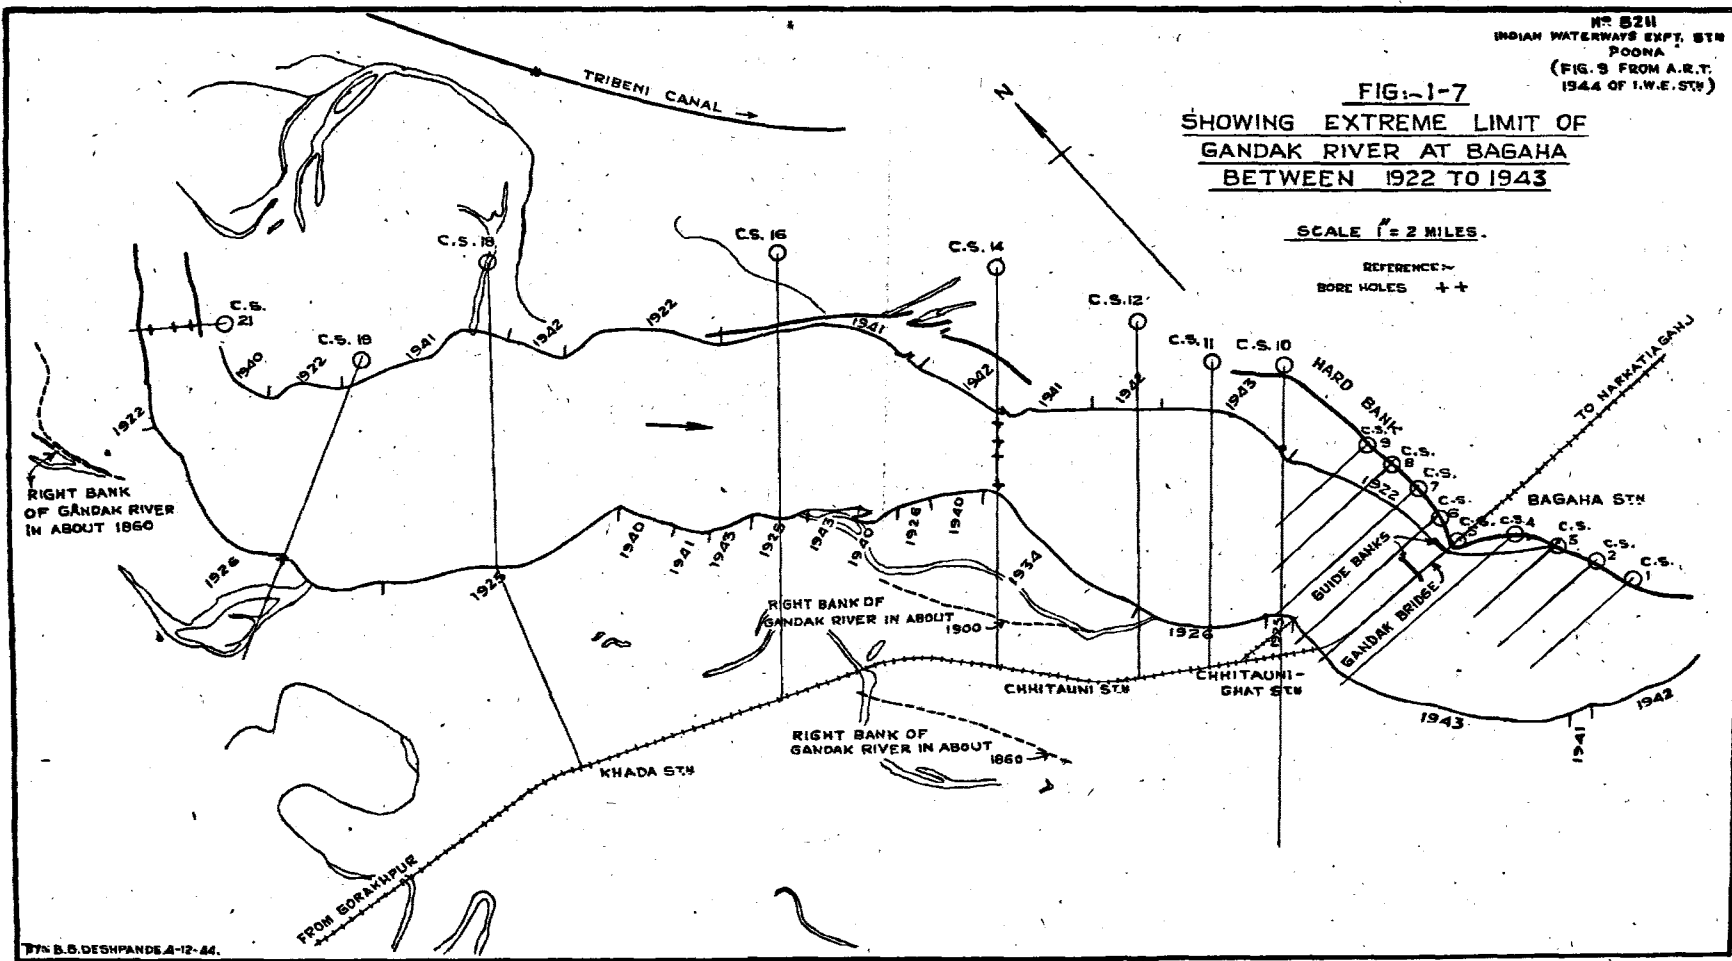 Nº 5211
INDIAN WATERWAYS EXPT. STN
POONA
(FIG. 9 FROM A.R.T.
1944 OF I.W.E. STN)
FIG:-1-7
SHOWING EXTREME LIMIT OF
GANDAK RIVER AT BAGAHA
BETWEEN 1922 TO 1943
SCALE 1"= 2 MILES.
REFERENCE:~
BORE HOLES ++
N
TRIBENI CANAL
C.S. 18
C.S. 16
C.S. 14
C.S. 12
C.S. 11
C.S. 10
C.S.
21
C.S. 19
1940
1922
1941
1942
1922
1941
1942
1941
1942
1943
HARD BANK
TO NARKATIAGANJ
C.S.
9
C.S.
8
C.S.
7
C.S.
6
C.S.
5
C.S. 4
C.S.
3
C.S.
2
C.S.
1
1922
BAGAHA STN
1922
RIGHT BANK
OF GANDAK RIVER
IN ABOUT 1860
1926
1925
1940
1941
1943
1925
1943
1940
1926
1940
1934
GUIDE BANKS
GANDAK BRIDGE
RIGHT BANK OF
GANDAK RIVER IN ABOUT
1900
1926
1925
CHHITAUNI STN
CHHITAUNI-
GHAT STN
1943
1941
1942
RIGHT BANK OF
GANDAK RIVER IN ABOUT
1860
KHADA STN
FROM GORAKHPUR
B.B. DESHPANDE 4-12-44.